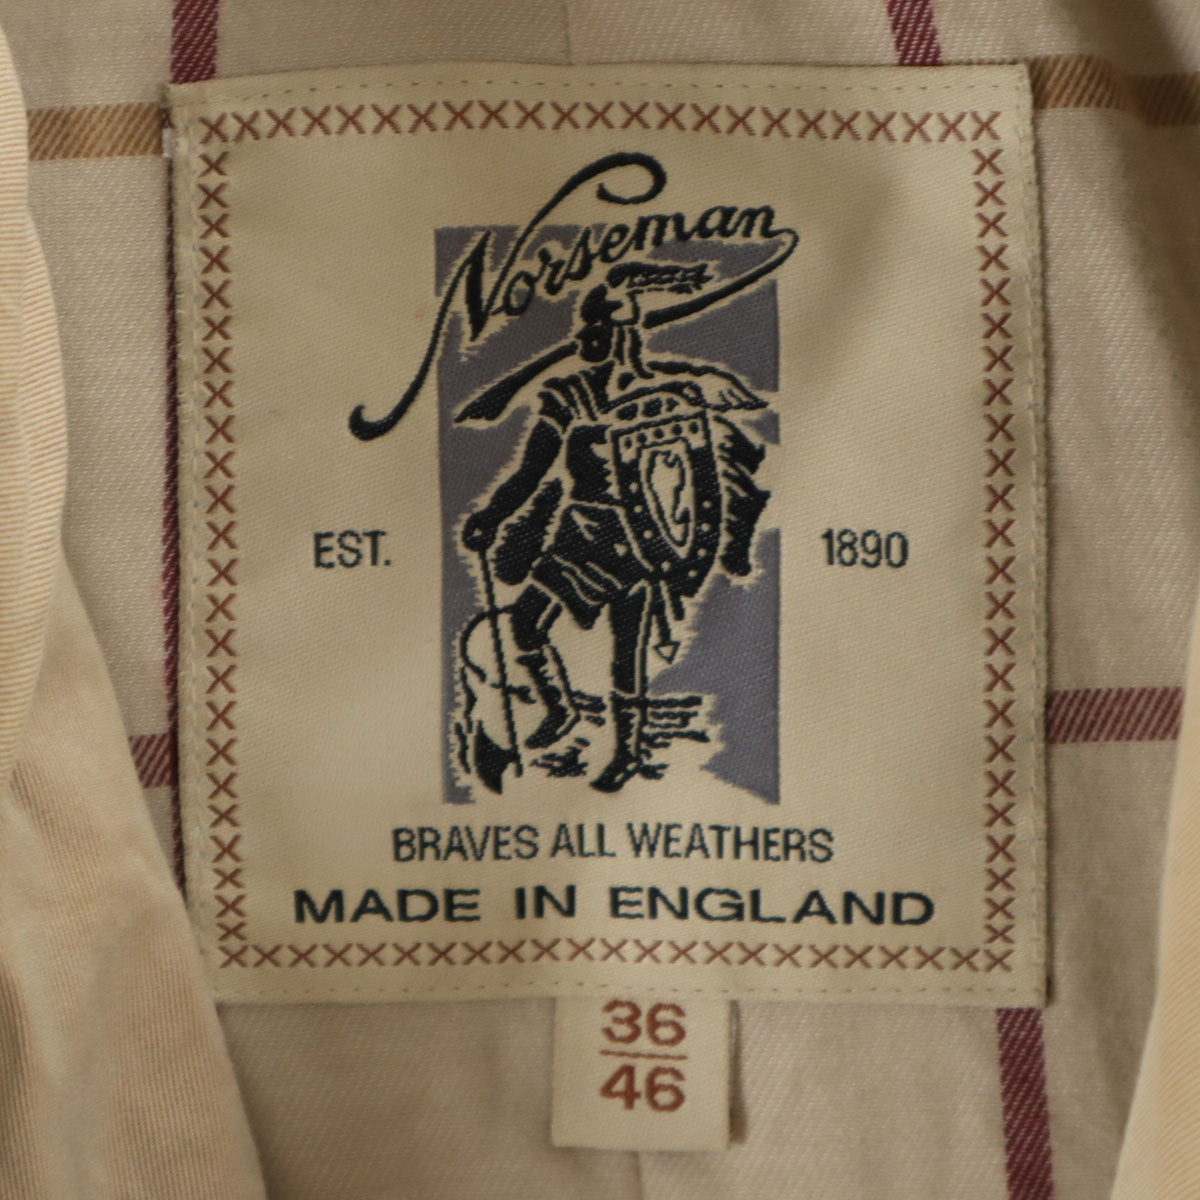 Norseman
EST. 1890
BRAVES ALL WEATHERS
MADE IN ENGLAND
36
46